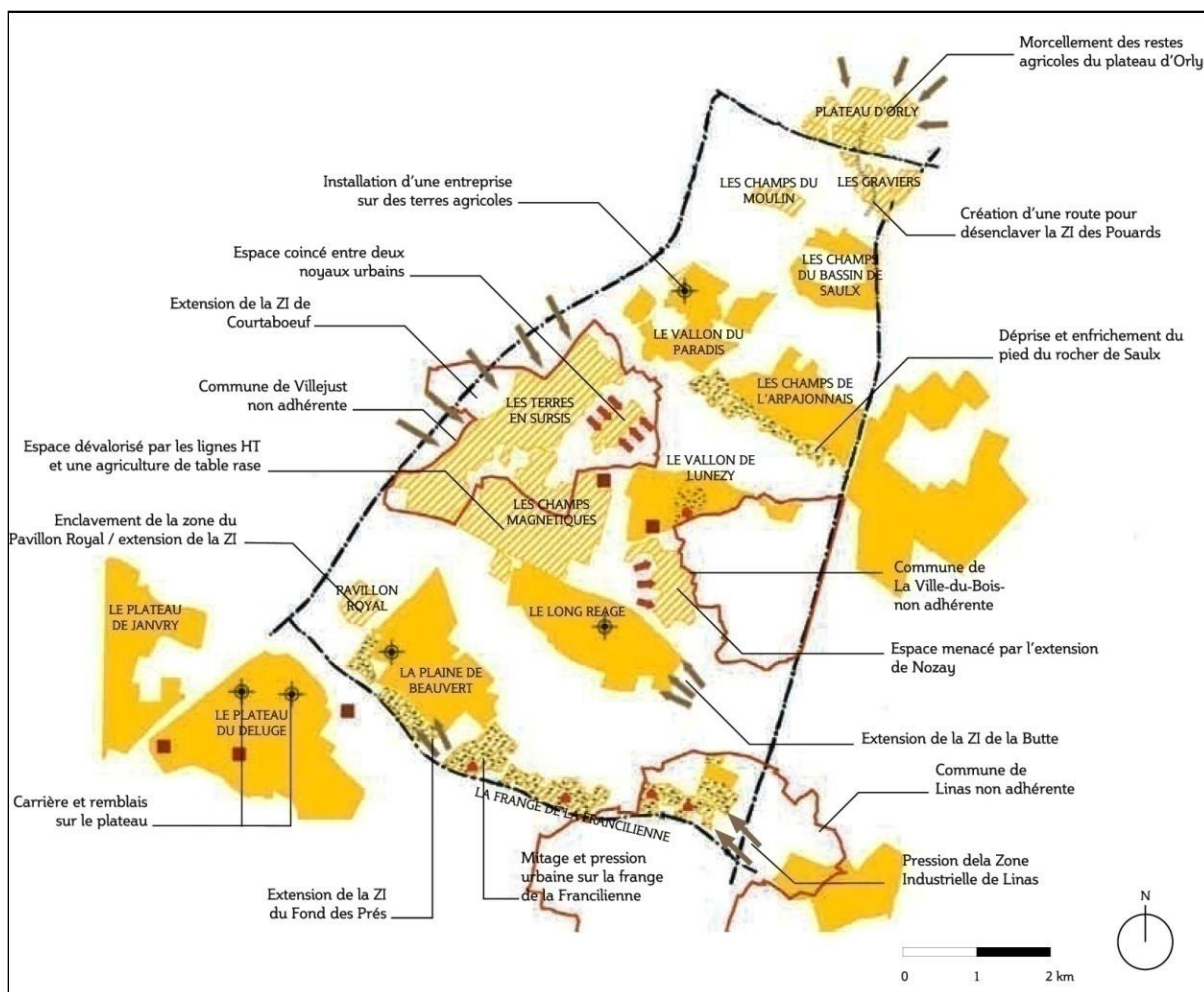 Morcellement des restes
agricoles du plateau d'Orly
PLATEAU D'ORLY
Installation d'une entreprise
sur des terres agricoles
LES CHAMPS DU
MOULIN
LES GRAVIERS
Création d'une route pour
désenclaver la ZI des Pouards
Espace coincé entre deux
noyaux urbains
LES CHAMPS
DU BASSIN DE
SAULX
Extension de la ZI de
Courtaboeuf
LE VALLON DU
PARADIS
Déprise et enfrichement du
pied du rocher de Saulx
Commune de Villejust
non adhérente
LES TERRES
EN SURSIS
LES CHAMPS DE
L'ARPAJONNAIS
Espace dévalorisé par les lignes HT
et une agriculture de table rase
LE VALLON DE
LUNEZY
LES CHAMPS
MAGNETIQUES
Enclavement de la zone du
Pavillon Royal / extension de la ZI
Commune de
La Ville-du-Bois-
non adhérente
PAVILLON
ROYAL
LE PLATEAU
DE JANVRY
LE LONG REAGE
Espace menacé par l'extension
de Nozay
LA PLAINE DE
BEAUVERT
LE PLATEAU
DU DELUGE
Extension de la ZI de la Butte
Commune de
Linas non adhérente
Carrière et remblais
sur le plateau
LA FRANGE DE LA FRANCILIENNE
Mitage et pression
urbaine sur la frange
de la Francilienne
Pression dela Zone
Industrielle de Linas
Extension de la ZI
du Fond des Prés
N
0 1 2 km